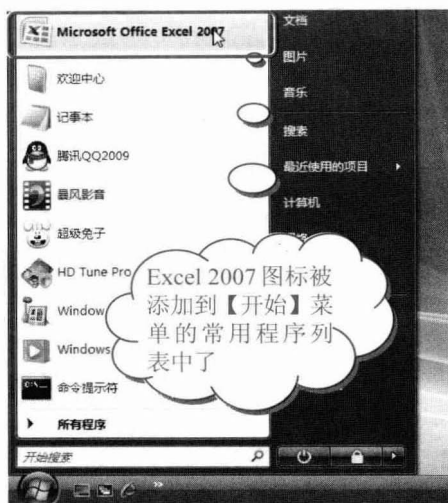 Microsoft Office Excel 2007
欢迎中心
记事本
腾讯QQ2009
暴风影音
超级兔子
HD Tune Pro
Window
Windows
命令提示符
所有程序
开始搜索
文档
图片
音乐
搜索
最近使用的项目
计算机
Excel 2007 图标被
添加到【开始】菜
单的常用程序列
表中了